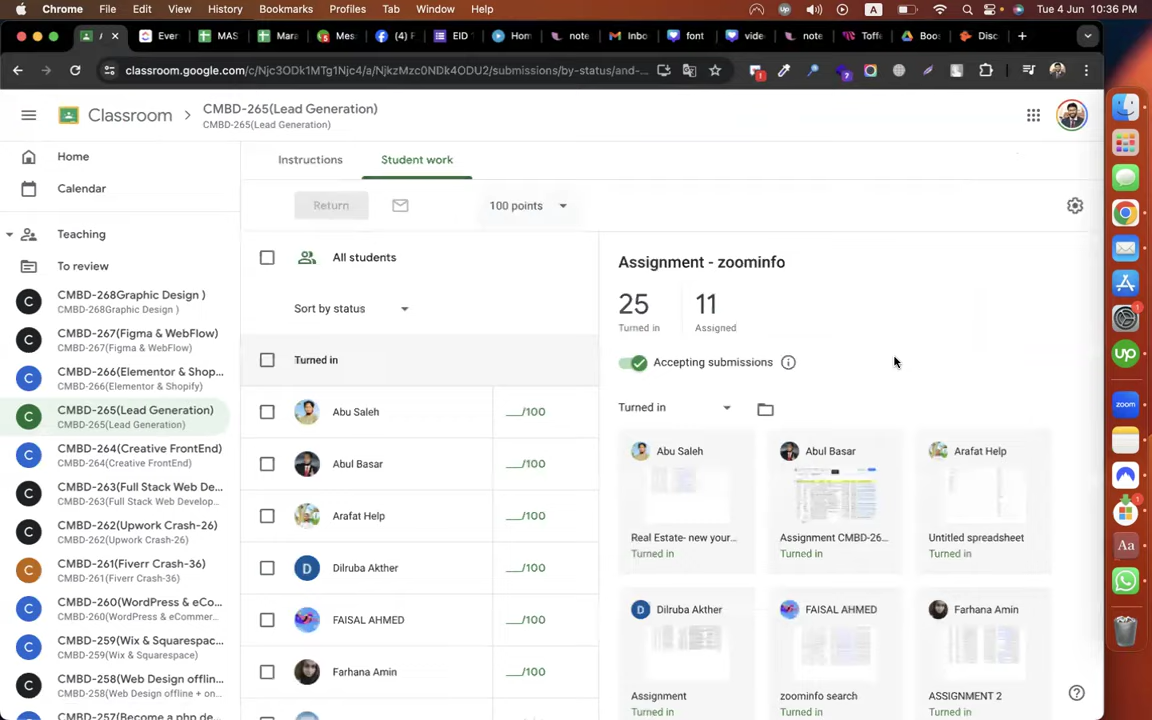 Chrome File Edit View History Bookmarks Profiles Tab Window Help A Tue 4 Jun 10:36 PM
Ever MAS Mara Mes (4) F EID Hom note Inbo font vide note Toffe Boo Disc
classroom.google.com/c/Njc3ODk1MTg1Njc4/a/NjkzMzc0NDk4ODU2/submissions/by-status/and-...
Classroom CMBD-265(Lead Generation)
CMBD-265(Lead Generation)
Home
Calendar
Teaching
To review
C CMBD-268Graphic Design )
CMBD-268Graphic Design )
C CMBD-267(Figma & WebFlow)
CMBD-267(Figma & WebFlow)
C CMBD-266(Elementor & Shop...
CMBD-266(Elementor & Shopify)
C CMBD-265(Lead Generation)
CMBD-265(Lead Generation)
C CMBD-264(Creative FrontEnd)
CMBD-264(Creative FrontEnd)
C CMBD-263(Full Stack Web De...
CMBD-263(Full Stack Web Develop...
C CMBD-262(Upwork Crash-26)
CMBD-262(Upwork Crash-26)
C CMBD-261(Fiverr Crash-36)
CMBD-261(Fiverr Crash-36)
C CMBD-260(WordPress & eCo...
CMBD-260(WordPress & eCommer...
C CMBD-259(Wix & Squarespac...
CMBD-259(Wix & Squarespace)
C CMBD-258(Web Design offlin...
CMBD-258(Web Design offline + on...
CMBD-257(Become a php de...
Instructions Student work
Return 100 points
All students
Sort by status
Turned in
Abu Saleh __/100
Abul Basar __/100
Arafat Help __/100
D Dilruba Akther __/100
FAISAL AHMED __/100
Farhana Amin __/100
Assignment - zoominfo
25 11
Turned in Assigned
Accepting submissions
Turned in
Abu Saleh Abul Basar Arafat Help
Real Estate- new your... Assignment CMBD-26... Untitled spreadsheet
Turned in Turned in Turned in
D Dilruba Akther FAISAL AHMED Farhana Amin
Assignment zoominfo search ASSIGNMENT 2
Turned in Turned in Turned in
up
zoom
Aa